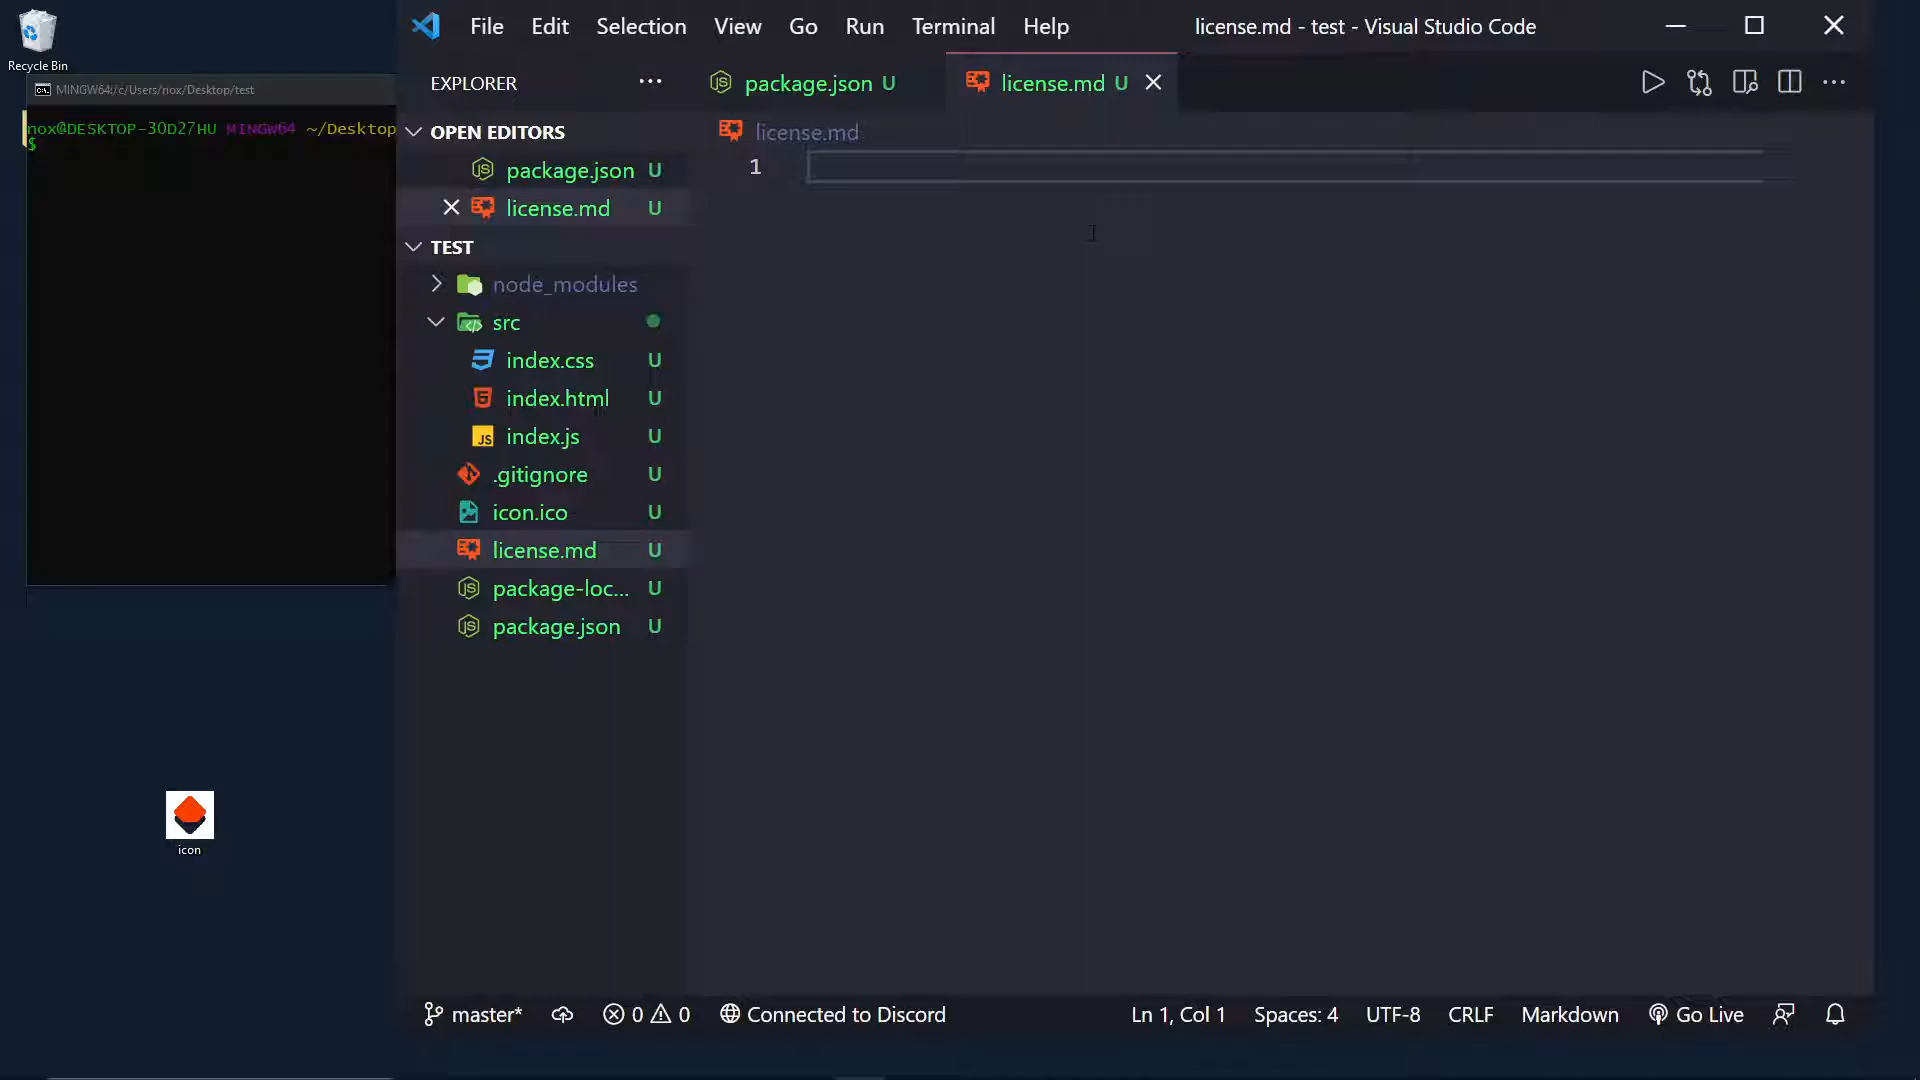 Recycle Bin
MINGW64:/c/Users/nox/Desktop/test
nox@DESKTOP-30D27HU MINGW64 ~/Desktop
$
icon
File Edit Selection View Go Run Terminal Help
license.md - test - Visual Studio Code
EXPLORER
OPEN EDITORS
package.json U
license.md U
TEST
node_modules
src
index.css U
index.html U
index.js U
.gitignore U
icon.ico U
license.md U
package-loc... U
package.json U
package.json U
license.md U
license.md
1
master*
0 0
Connected to Discord
Ln 1, Col 1
Spaces: 4
UTF-8
CRLF
Markdown
Go Live